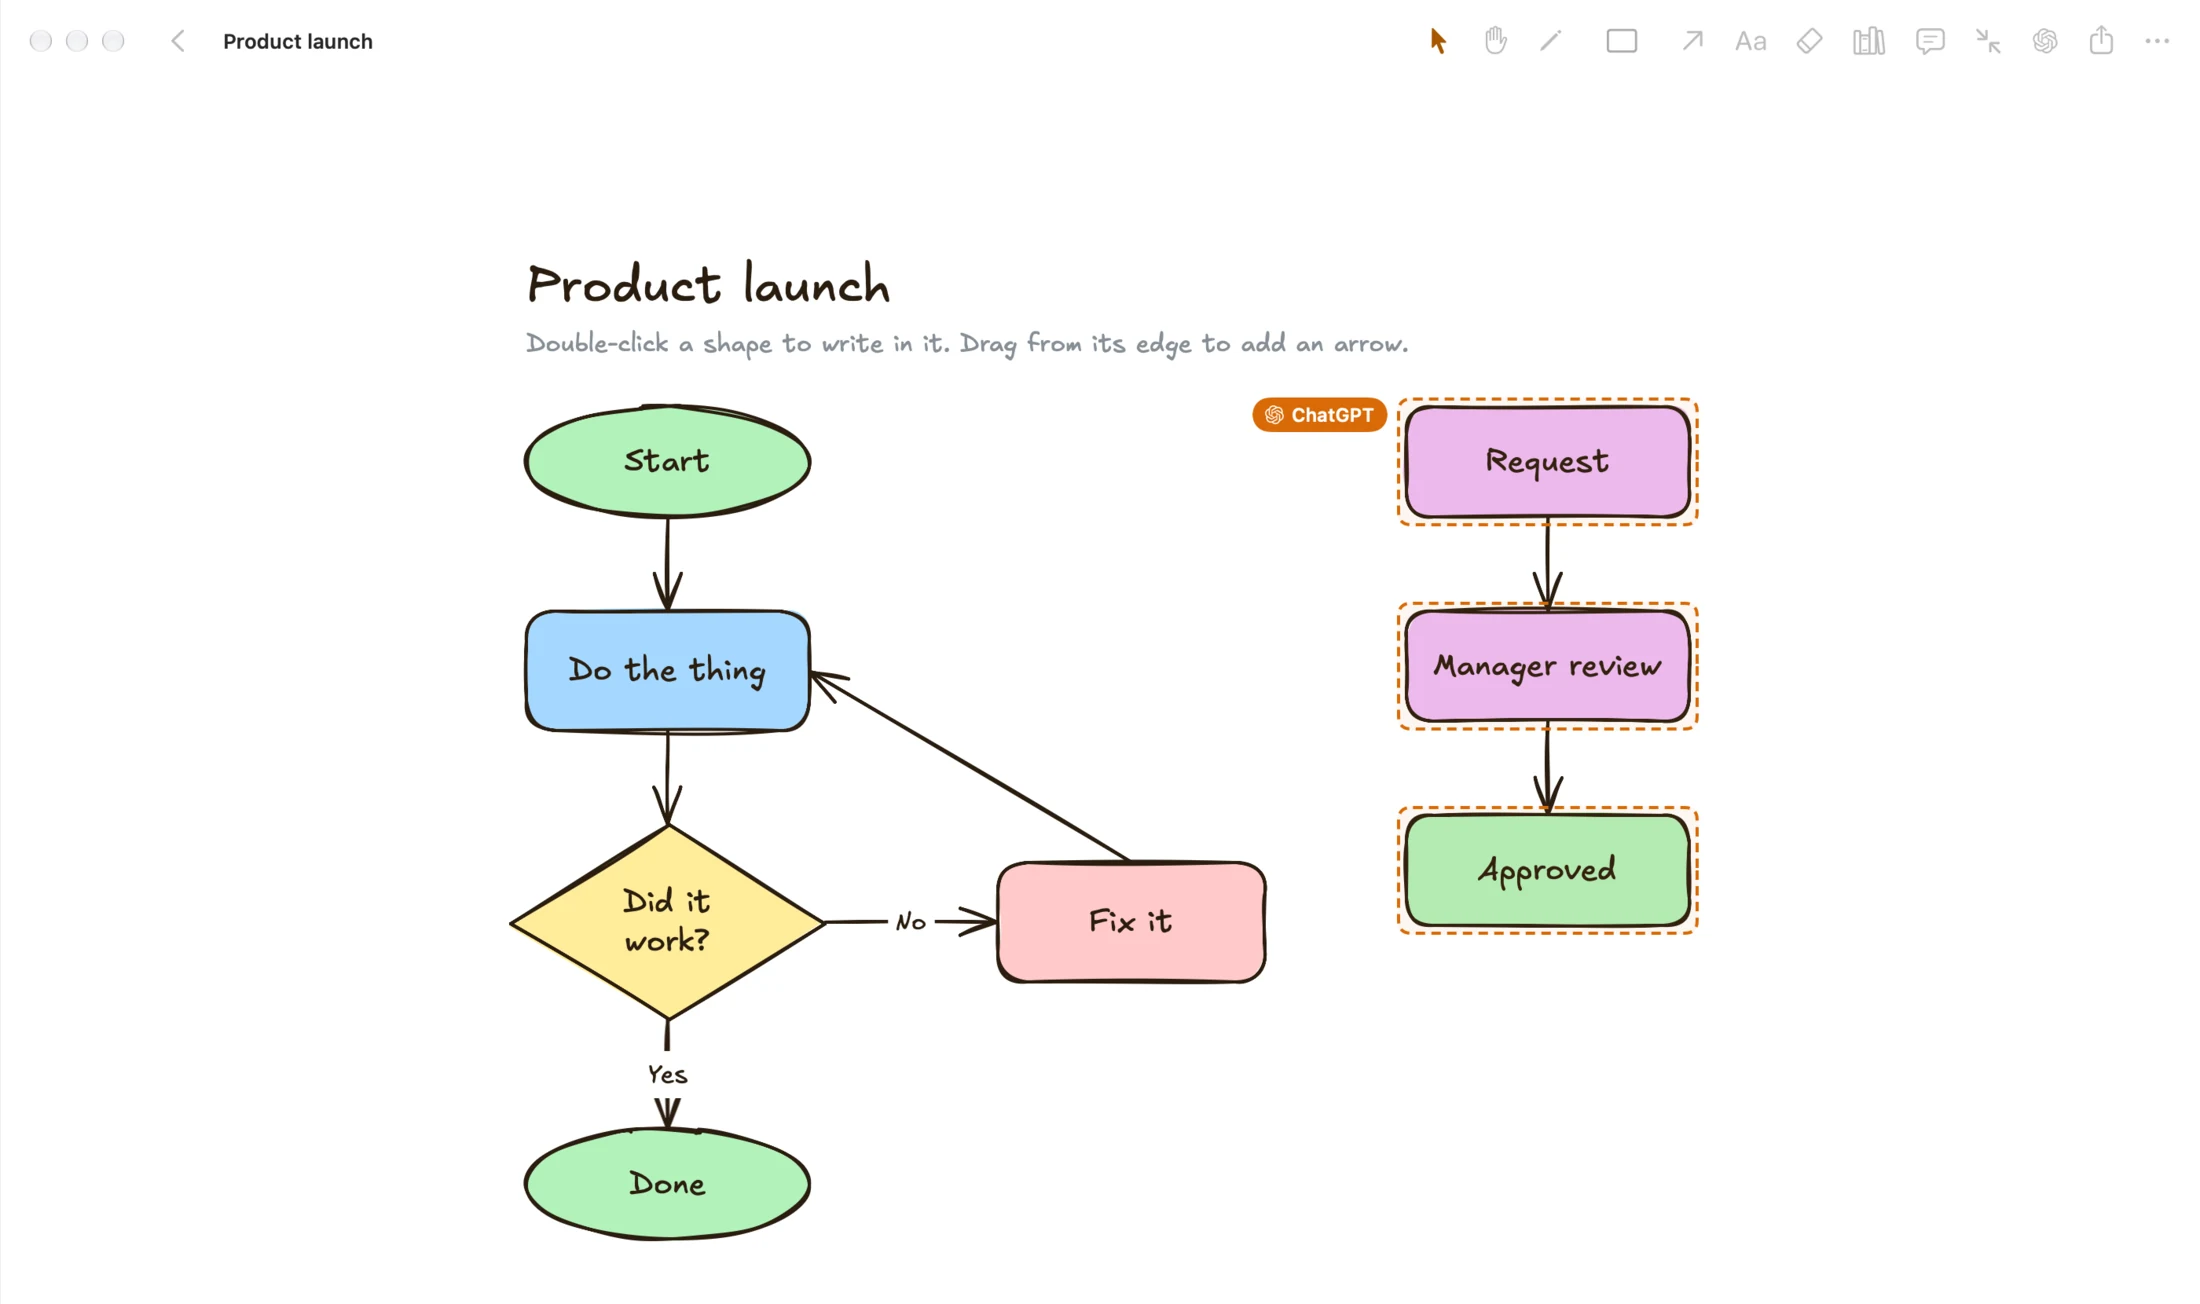 Product launch
Aa
Product launch
Double-click a shape to write in it. Drag from its edge to add an arrow.
Start
Do the thing
Did it
work?
No
Fix it
Yes
Done
ChatGPT
Request
Manager review
Approved